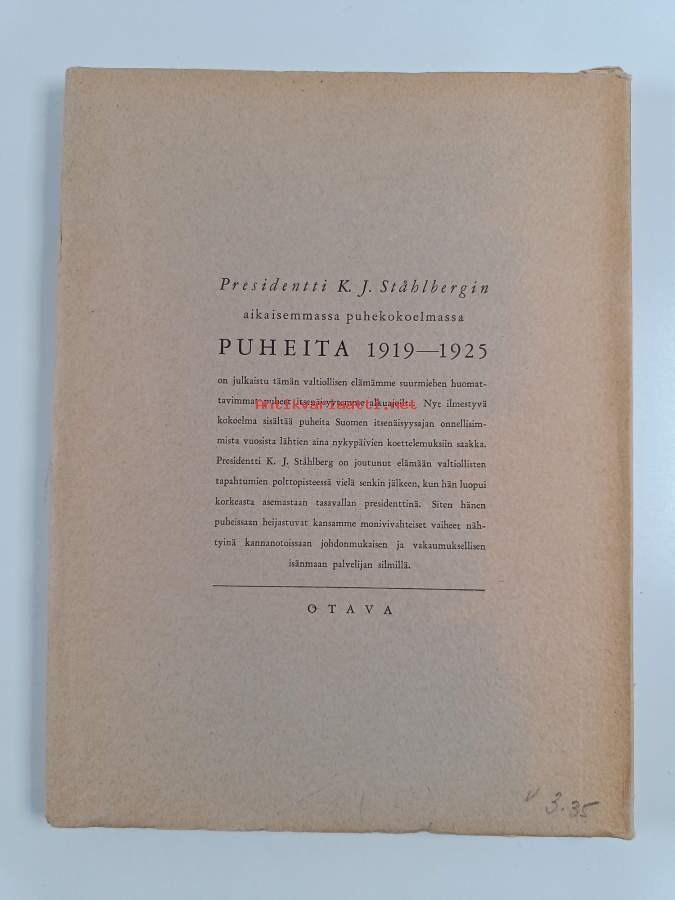 Presidentti K. J. Ståhlbergin
aikaisemmassa puhekokoelmassa
PUHEITA 1919—1925
on julkaistu tämän valtiollisen elämämme suurmiehen huomat-
tavimmat puheet itsenäisyytemme alkuajoilta. Nyt ilmestyvä
Antikvariaatti.net
kokoelma sisältää puheita Suomen itsenäisyysajan onnellisim-
mista vuosista lähtien aina nykypäivien koettelemuksiin saakka.
Presidentti K. J. Ståhlberg on joutunut elämään valtiollisten
tapahtumien polttopisteessä vielä senkin jälkeen, kun hän luopui
korkeasta asemastaan tasavallan presidenttinä. Siten hänen
puheissaan heijastuvat kansamme monivivahteiset vaiheet näh-
tyinä kannanotoissaan johdonmukaisen ja vakaumuksellisen
isänmaan palvelijan silmillä.
OTAVA
v 3.35